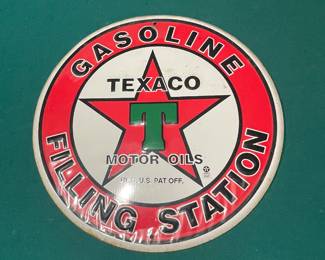 GASOLINE
TEXACO
T
MOTOR OILS
REG. U.S. PAT OFF.
FILLING STATION